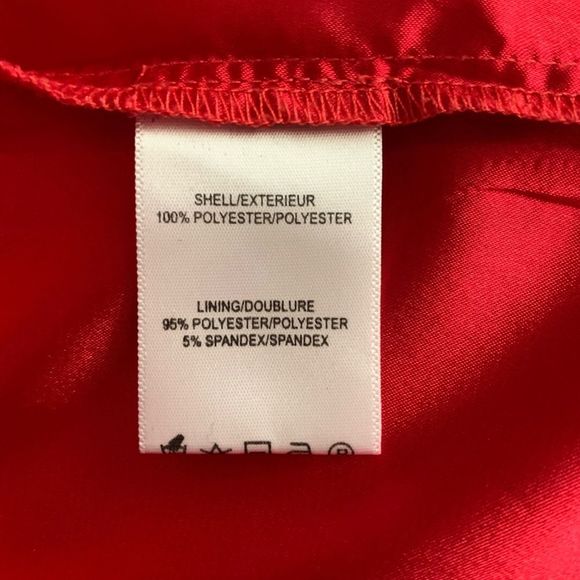 SHELL/EXTERIEUR
100% POLYESTER/POLYESTER
LINING/DOUBLURE
95% POLYESTER/POLYESTER
5% SPANDEX/SPANDEX